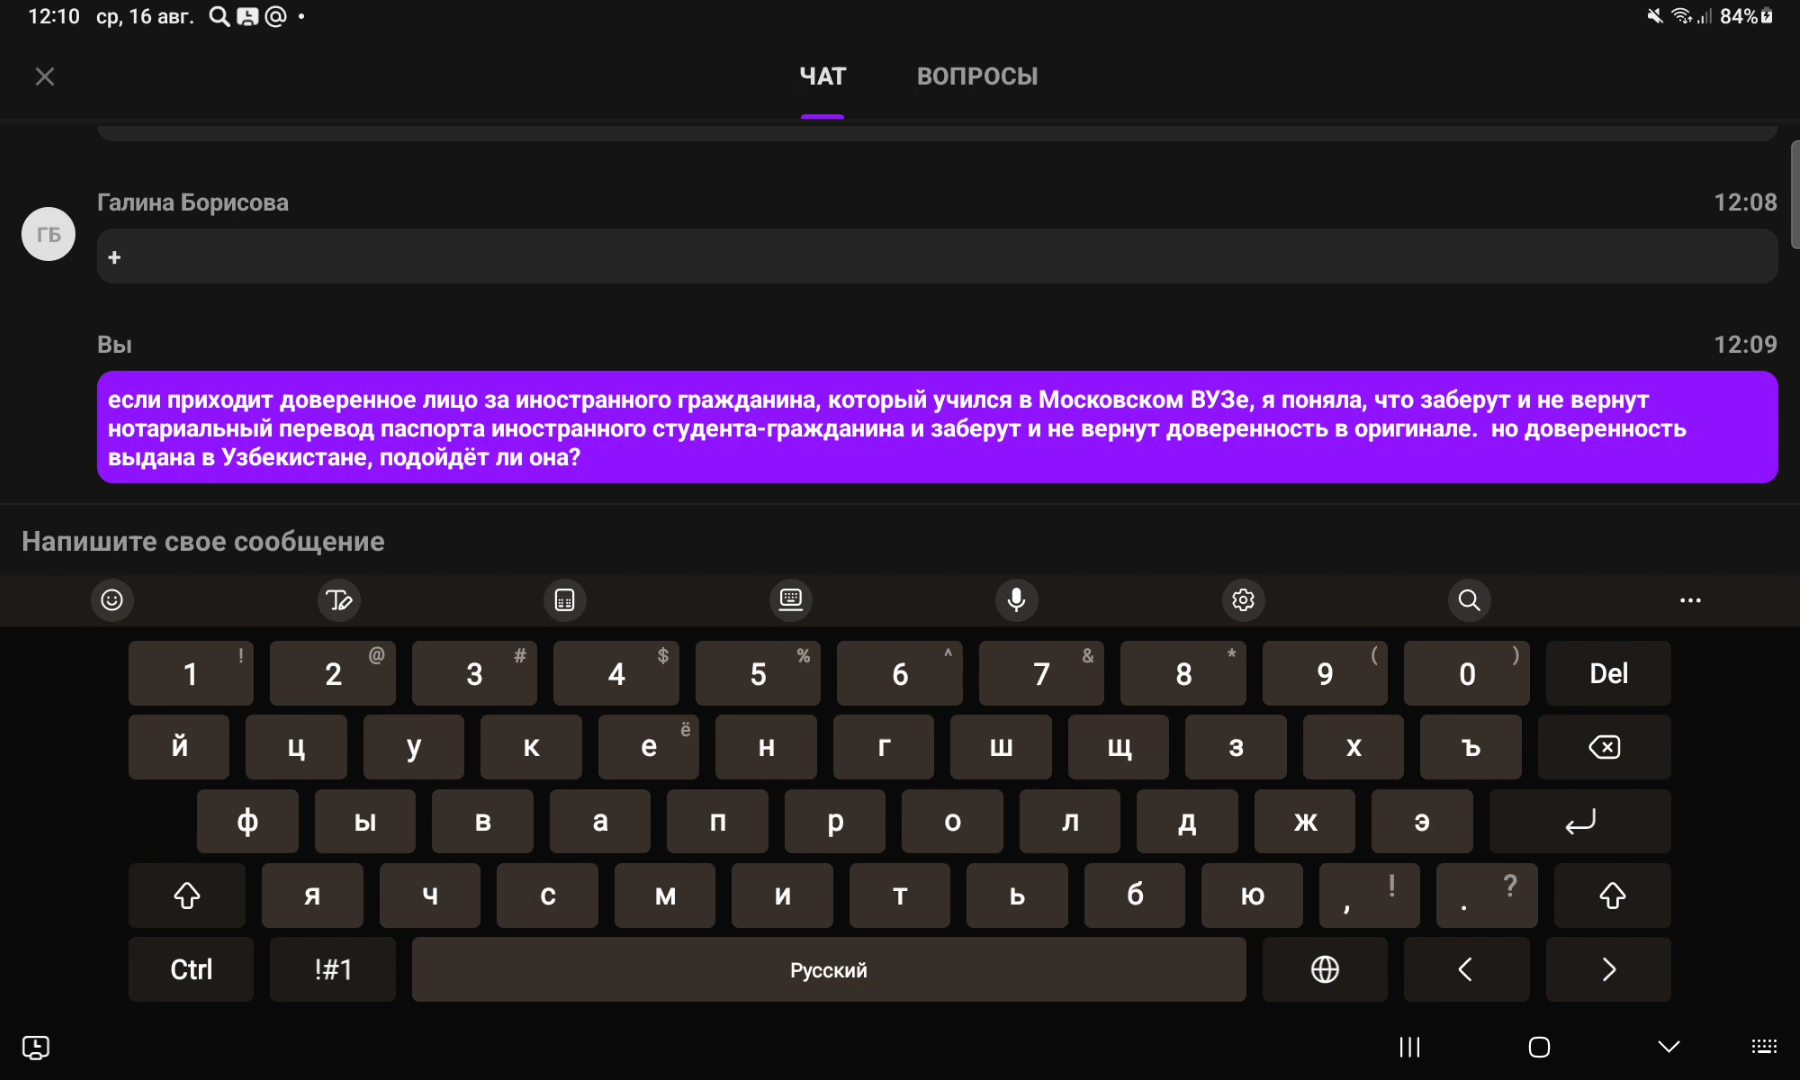 12:10 ср, 16 авг.
84%
ЧАТ ВОПРОСЫ
Галина Борисова 12:08
ГБ
+
Вы 12:09
если приходит доверенное лицо за иностранного гражданина, который учился в Московском ВУЗе, я поняла, что заберут и не вернут
нотариальный перевод паспорта иностранного студента-гражданина и заберут и не вернут доверенность в оригинале. но доверенность
выдана в Узбекистане, подойдёт ли она?
Напишите свое сообщение
1 ! 2 @ 3 # 4 $ 5 % 6 ^ 7 & 8 * 9 ( 0 ) Del
й ц у к е ё н г ш щ з х ъ
ф ы в а п р о л д ж э
я ч с м и т ь б ю , ! . ?
Ctrl !#1 Русский